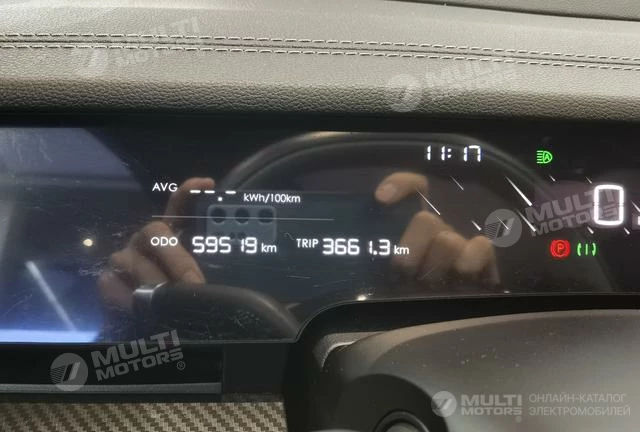 MULTI
MOTORS
MULTI
MOTORS
11:17
A
AVG --.- kWh/100km
0
MULTI
MOTORS
ODO 59519 km TRIP 3661.3 km
P
MULTI
MOTORS®
MULTI
MOTORS
ОНЛАЙН-КАТАЛОГ
ЭЛЕКТРОМОБИЛЕЙ